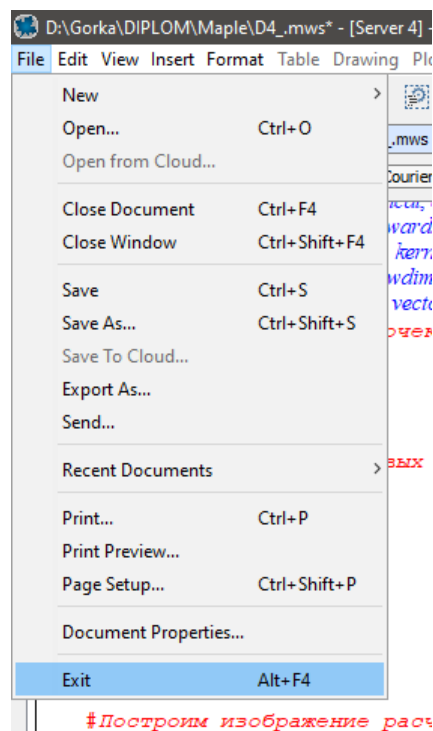 D:\Gorka\DIPLOM\Maple\D4_.mws* - [Server 4] -
File Edit View Insert Format Table Drawing
New
Open... Ctrl+O
.mws
Open from Cloud...
Courier
Close Document Ctrl+F4
Close Window Ctrl+Shift+F4
Save Ctrl+S
Save As... Ctrl+Shift+S
Save To Cloud...
Export As...
Send...
Recent Documents
Print... Ctrl+P
Print Preview...
Page Setup... Ctrl+Shift+P
Document Properties...
Exit Alt+F4
#Построим изображение